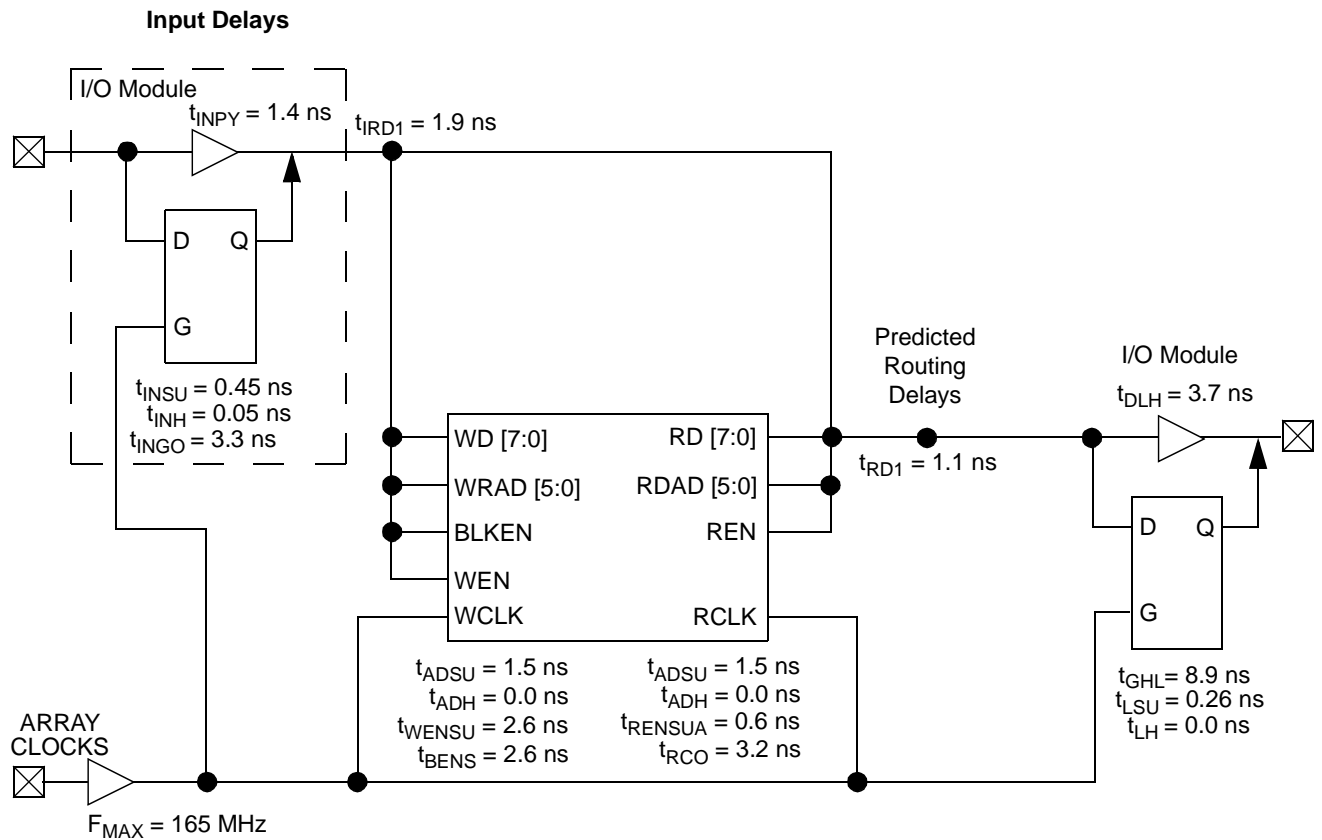 Input Delays
I/O Module
tINPY = 1.4 ns
tIRD1 = 1.9 ns
D Q
G
tINSU = 0.45 ns
tINH = 0.05 ns
tINGO = 3.3 ns
Predicted
Routing
Delays
I/O Module
tDLH = 3.7 ns
WD [7:0] RD [7:0]
tRD1 = 1.1 ns
WRAD [5:0] RDAD [5:0]
BLKEN REN
WEN
WCLK RCLK
D Q
G
tADSU = 1.5 ns
tADH = 0.0 ns
tWENSU = 2.6 ns
tBENS = 2.6 ns
tADSU = 1.5 ns
tADH = 0.0 ns
tRENSUA = 0.6 ns
tRCO = 3.2 ns
tGHL= 8.9 ns
tLSU = 0.26 ns
tLH = 0.0 ns
ARRAY
CLOCKS
FMAX = 165 MHz